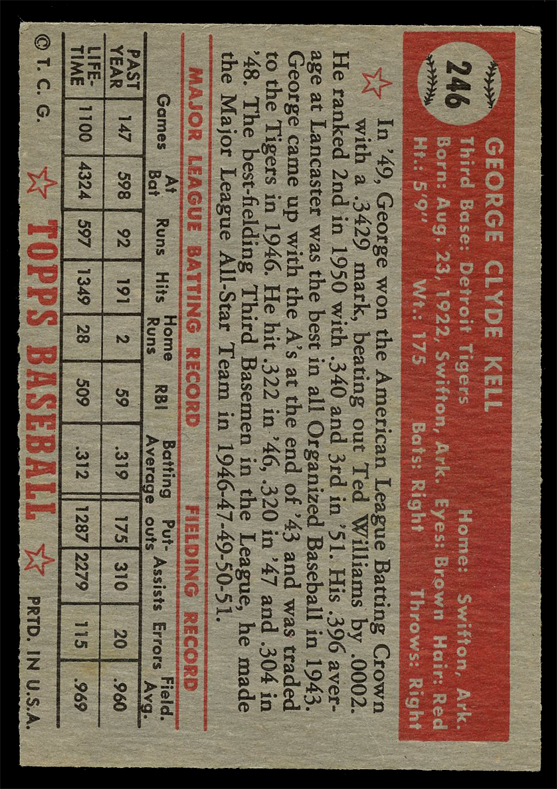 246
GEORGE CLYDE KELL
Third Base: Detroit Tigers Home: Swifton, Ark.
Born: Aug. 23, 1922, Swifton, Ark. Eyes: Brown Hair: Red
Ht.: 5'9" Wt.: 175 Bats: Right Throws: Right
In '49, George won the American League Batting Crown
with a .3429 mark, beating out Ted Williams by .0002.
He ranked 2nd in 1950 with .340 and 3rd in '51. His .396 aver-
age at Lancaster was the best in all Organized Baseball in 1943.
George came up with the A's at the end of '43 and was traded
to the Tigers in 1946. He hit .322 in '46, .320 in '47 and .304 in
'48. The best-fielding Third Basemen in the League, he made
the Major League All-Star Team in 1946-47-49-50-51.
MAJOR LEAGUE BATTING RECORD FIELDING RECORD
Games At Bat Runs Hits Home Runs RBI Batting Average Put-outs Assists Errors Field. Avg.
PAST YEAR 147 598 92 191 2 59 .319 175 310 20 .960
LIFE-TIME 1100 4324 597 1349 28 509 .312 1287 2279 115 .969
© T. C. G. TOPPS BASEBALL PRTD. IN U.S.A.